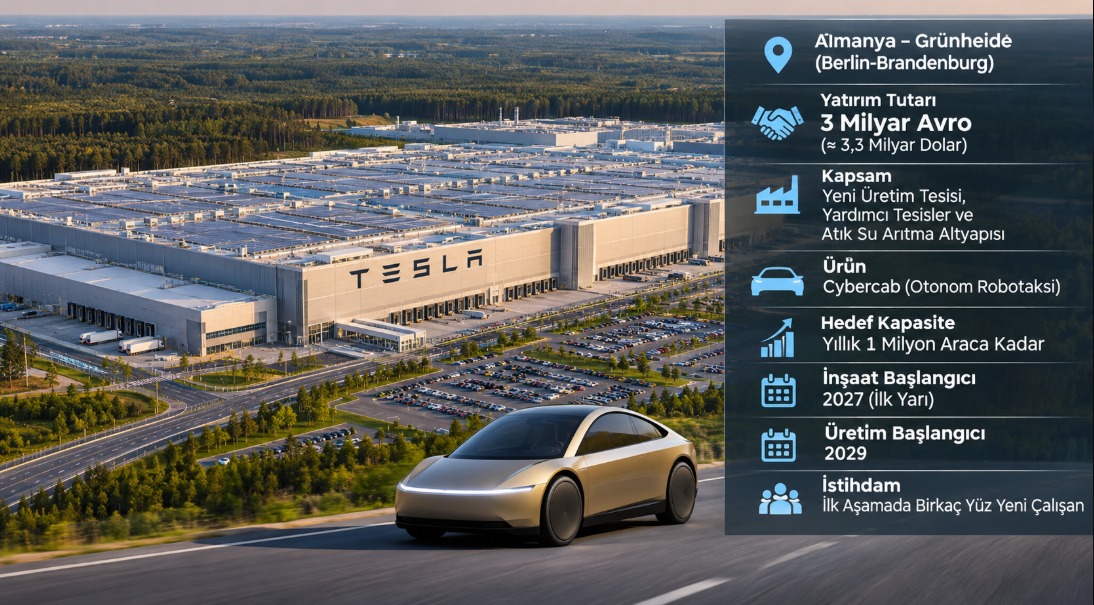 TESLA
Almanya – Grünheide
(Berlin-Brandenburg)
Yatırım Tutarı
3 Milyar Avro
(≈ 3,3 Milyar Dolar)
Kapsam
Yeni Üretim Tesisi,
Yardımcı Tesisler ve
Atık Su Arıtma Altyapısı
Ürün
Cybercab (Otonom Robotaksi)
Hedef Kapasite
Yıllık 1 Milyon Araca Kadar
İnşaat Başlangıcı
2027 (İlk Yarı)
Üretim Başlangıcı
2029
İstihdam
İlk Aşamada Birkaç Yüz Yeni Çalışan